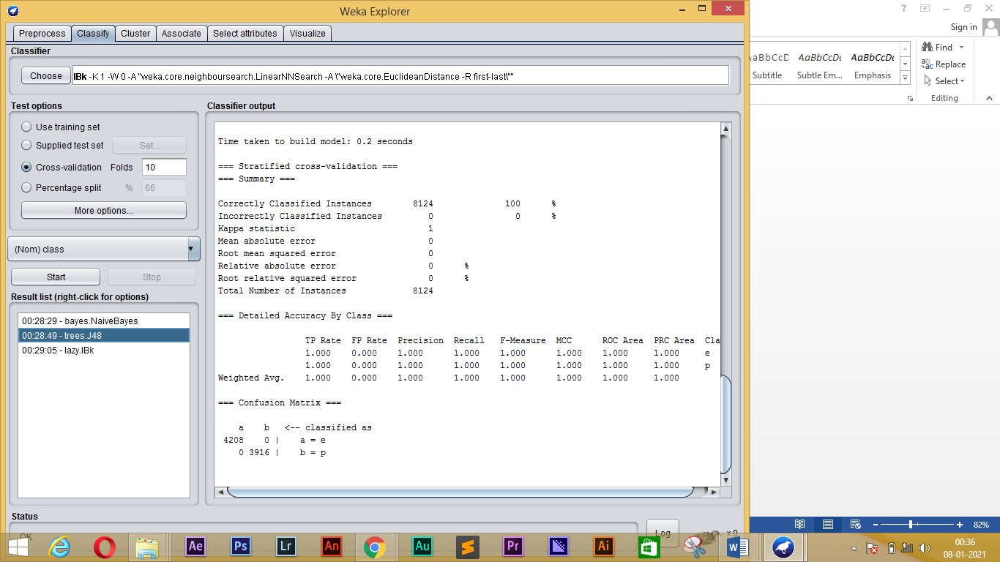 Weka Explorer
Preprocess Classify Cluster Associate Select attributes Visualize
Classifier
Choose IBk -K 1 -W 0 -A "weka.core.neighboursearch.LinearNNSearch -A \"weka.core.EuclideanDistance -R first-last\""
Test options
Use training set
Supplied test set Set...
Cross-validation Folds 10
Percentage split % 66
More options...
(Nom) class
Start Stop
Result list (right-click for options)
00:28:29 - bayes.NaiveBayes
00:28:49 - trees.J48
00:29:05 - lazy.IBk
Classifier output
Time taken to build model: 0.2 seconds
=== Stratified cross-validation ===
=== Summary ===
Correctly Classified Instances 8124 100 %
Incorrectly Classified Instances 0 0 %
Kappa statistic 1
Mean absolute error 0
Root mean squared error 0
Relative absolute error 0 %
Root relative squared error 0 %
Total Number of Instances 8124
=== Detailed Accuracy By Class ===
TP Rate FP Rate Precision Recall F-Measure MCC ROC Area PRC Area Cla
1.000 0.000 1.000 1.000 1.000 1.000 1.000 1.000 e
1.000 0.000 1.000 1.000 1.000 1.000 1.000 1.000 p
Weighted Avg. 1.000 0.000 1.000 1.000 1.000 1.000 1.000 1.000
=== Confusion Matrix ===
a b <-- classified as
4208 0 | a = e
0 3916 | b = p
Status
OK
Log x 0
Sign in
AaBbCcD AaBbCcDc AaBbCcDc
Subtitle Subtle Em... Emphasis
Find
Replace
Select
Editing
82%
Ae Ps Lr An Au S Pr Ai W
00:36
08-01-2021